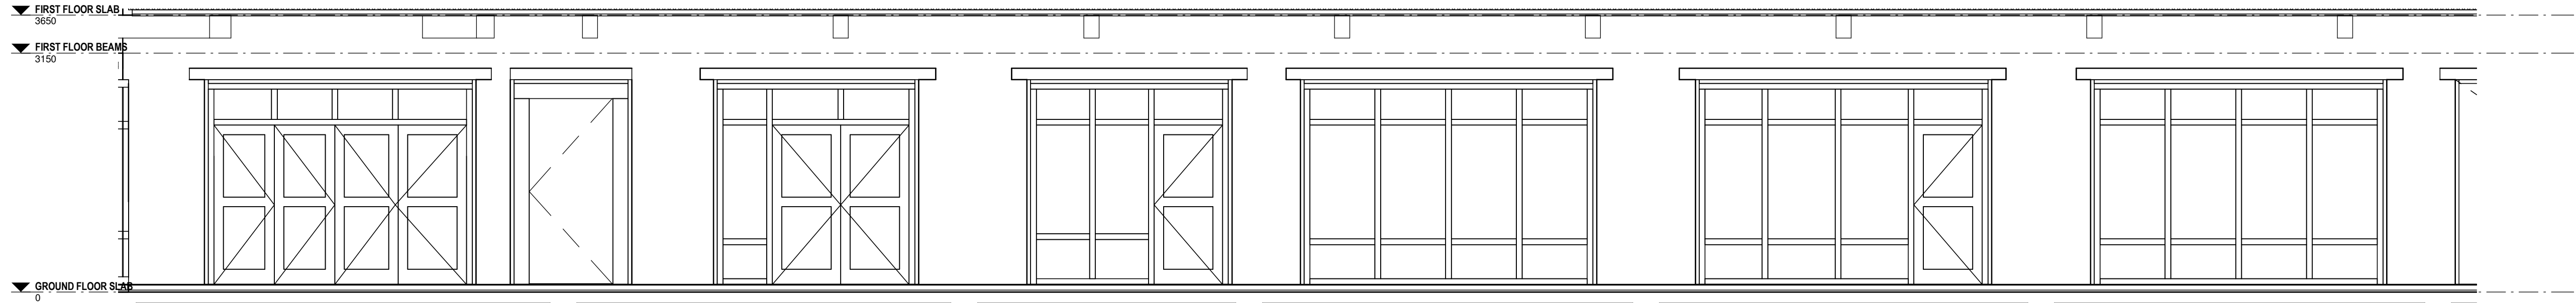 FIRST FLOOR SLAB
3650
FIRST FLOOR BEAMS
3150
GROUND FLOOR SLAB
0